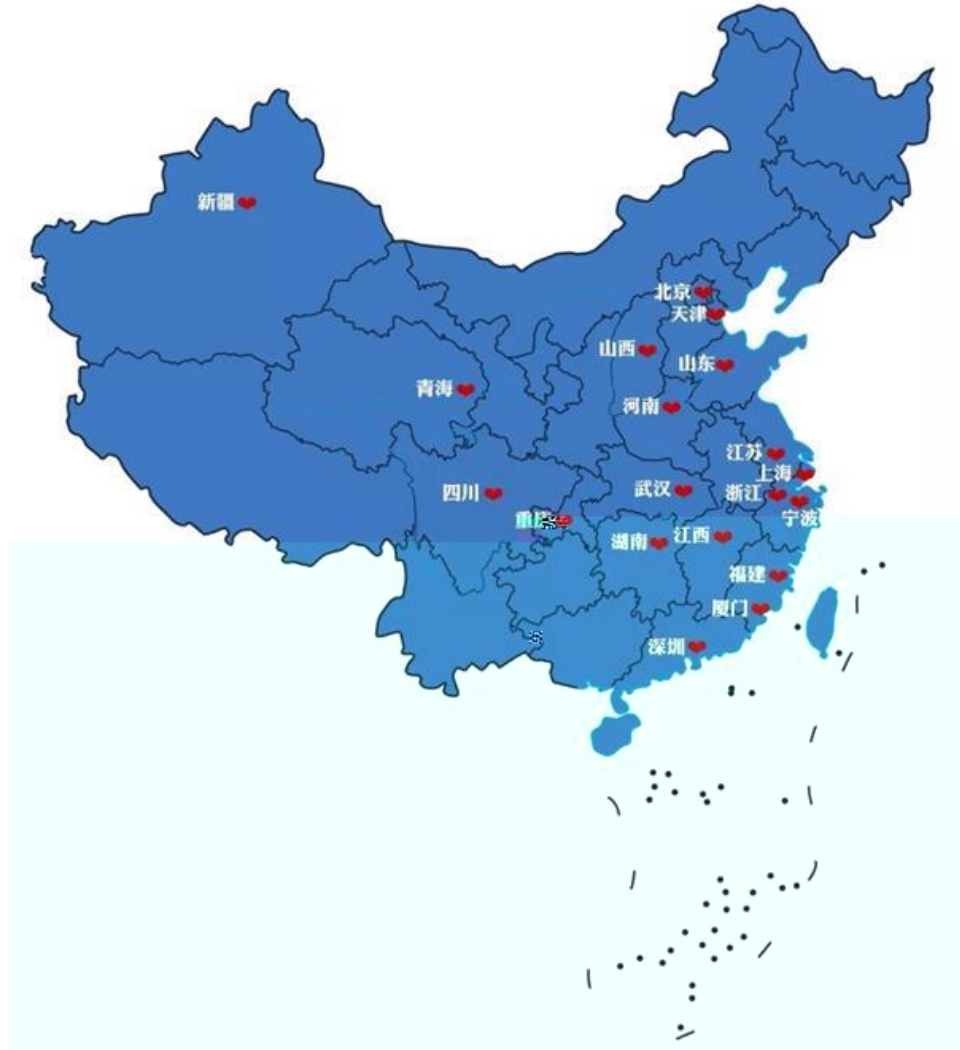 新疆
北京
天津
山西
山东
青海
河南
江苏
上海
四川
武汉
浙江
宁波
湖南
江西
福建
厦门
深圳